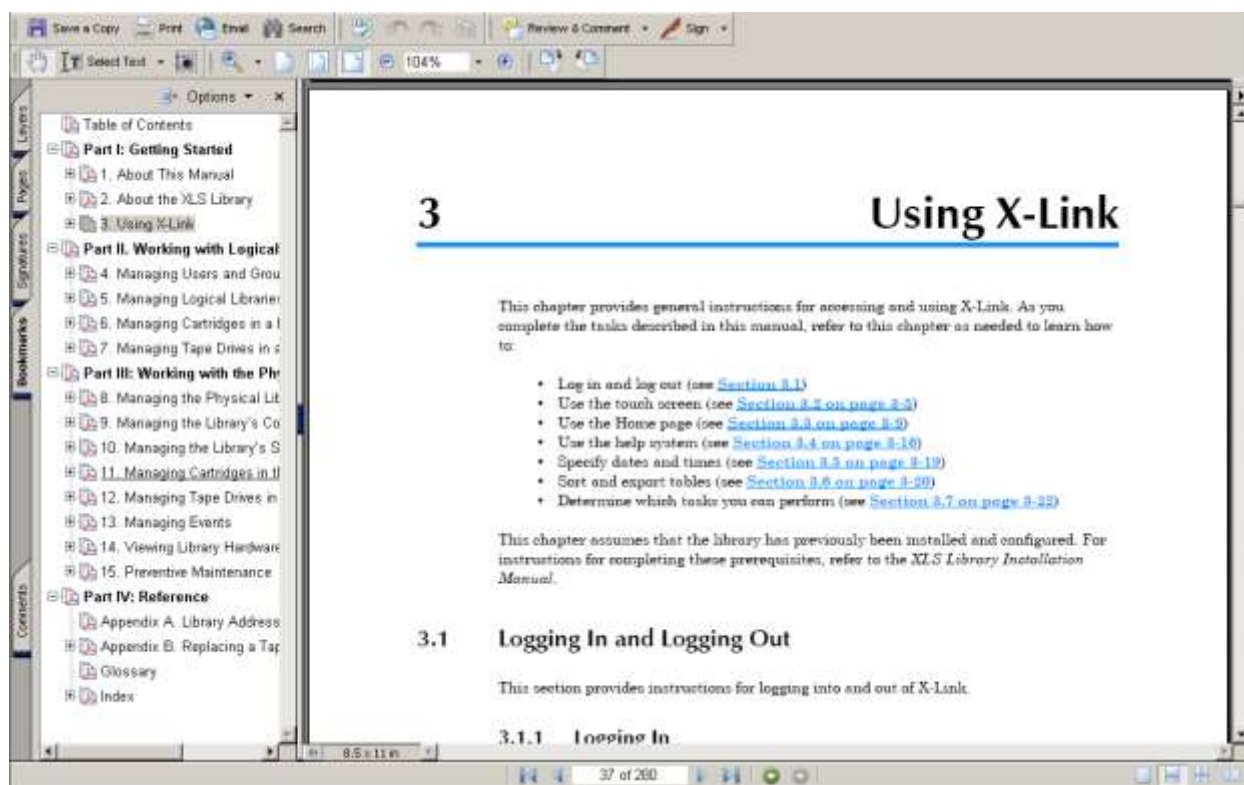 Save a Copy Print Email Search Review & Comment Sign
Select Text 104%
Options x
Layers
Pages
Signatures
Bookmarks
Comments
Table of Contents
Part I: Getting Started
1. About This Manual
2. About the XLS Library
3. Using X-Link
Part II. Working with Logical
4. Managing Users and Grou
5. Managing Logical Libraries
6. Managing Cartridges in a l
7. Managing Tape Drives in a
Part III: Working with the Phy
8. Managing the Physical Lit
9. Managing the Library's Co
10. Managing the Library's S
11. Managing Cartridges in tl
12. Managing Tape Drives in
13. Managing Events
14. Viewing Library Hardware
15. Preventive Maintenance
Part IV: Reference
Appendix A. Library Address
Appendix B. Replacing a Tap
Glossary
Index
3 Using X-Link
This chapter provides general instructions for accessing and using X-Link. As you
complete the tasks described in this manual, refer to this chapter as needed to learn how
to:
• Log in and log out (see Section 3.1)
• Use the touch screen (see Section 3.2 on page 3-5)
• Use the Home page (see Section 3.3 on page 3-9)
• Use the help system (see Section 3.4 on page 3-16)
• Specify dates and times (see Section 3.5 on page 3-19)
• Sort and export tables (see Section 3.6 on page 3-20)
• Determine which tasks you can perform (see Section 3.7 on page 3-22)
This chapter assumes that the library has previously been installed and configured. For
instructions for completing these prerequisites, refer to the XLS Library Installation
Manual.
3.1 Logging In and Logging Out
This section provides instructions for logging into and out of X-Link.
3.1.1 Logging In
8.5 x 11 in
37 of 280